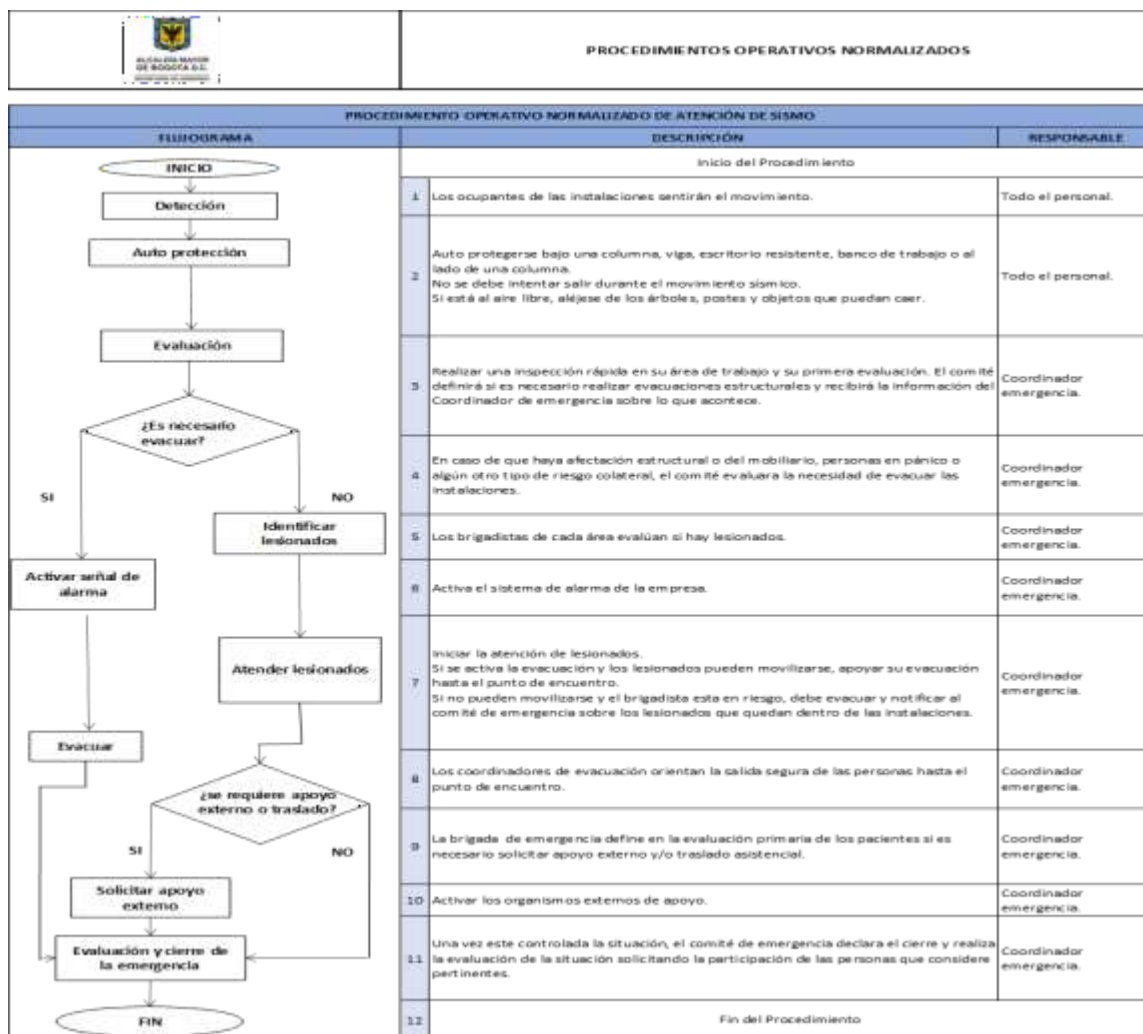 ALCALDÍA MAYOR
DE BOGOTÁ D.C.
PROCEDIMIENTOS OPERATIVOS NORMALIZADOS
PROCEDIMIENTO OPERATIVO NORMALIZADO DE ATENCIÓN DE SISMO
FLUJOGRAMA
DESCRIPCIÓN
RESPONSABLE
INICIO
Detección
Auto protección
Evaluación
¿Es necesario
evacuar?
SI
NO
Identificar
lesionados
Activar señal de
alarma
Atender lesionados
Evacuar
¿se requiere apoyo
externo o traslado?
SI
NO
Solicitar apoyo
externo
Evaluación y cierre de
la emergencia
FIN
Inicio del Procedimiento
1 Los ocupantes de las instalaciones sentirán el movimiento.
Todo el personal.
2 Auto protegerse bajo una columna, viga, escritorio resistente, banco de trabajo o al
lado de una columna.
No se debe intentar salir durante el movimiento sísmico.
Si está al aire libre, aléjese de los árboles, postes y objetos que puedan caer.
Todo el personal.
3 Realizar una inspección rápida en su área de trabajo y su primera evaluación. El comité
definirá si es necesario realizar evacuaciones estructurales y recibirá la información del
Coordinador de emergencia sobre lo que acontece.
Coordinador
emergencia.
4 En caso de que haya afectación estructural o del mobiliario, personas en pánico o
algún otro tipo de riesgo colateral, el comité evaluara la necesidad de evacuar las
instalaciones.
Coordinador
emergencia.
5 Los brigadistas de cada área evalúan si hay lesionados.
Coordinador
emergencia.
6 Activa el sistema de alarma de la empresa.
Coordinador
emergencia.
7 Iniciar la atención de lesionados.
Si se activa la evacuación y los lesionados pueden movilizarse, apoyar su evacuación
hasta el punto de encuentro.
Si no pueden movilizarse y el brigadista esta en riesgo, debe evacuar y notificar al
comité de emergencia sobre los lesionados que quedan dentro de las instalaciones.
Coordinador
emergencia.
8 Los coordinadores de evacuación orientan la salida segura de las personas hasta el
punto de encuentro.
Coordinador
emergencia.
9 La brigada de emergencia define en la evaluación primaria de los pacientes si es
necesario solicitar apoyo externo y/o traslado asistencial.
Coordinador
emergencia.
10 Activar los organismos externos de apoyo.
Coordinador
emergencia.
11 Una vez este controlada la situación, el comité de emergencia declara el cierre y realiza
la evaluación de la situación solicitando la participación de las personas que considere
pertinentes.
Coordinador
emergencia.
12 Fin del Procedimiento